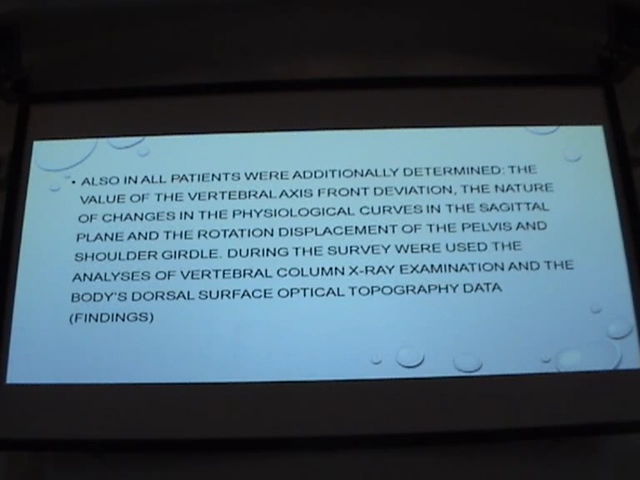 • ALSO IN ALL PATIENTS WERE ADDITIONALLY DETERMINED: THE
VALUE OF THE VERTEBRAL AXIS FRONT DEVIATION, THE NATURE
OF CHANGES IN THE PHYSIOLOGICAL CURVES IN THE SAGITTAL
PLANE AND THE ROTATION DISPLACEMENT OF THE PELVIS AND
SHOULDER GIRDLE. DURING THE SURVEY WERE USED THE
ANALYSES OF VERTEBRAL COLUMN X-RAY EXAMINATION AND THE
BODY'S DORSAL SURFACE OPTICAL TOPOGRAPHY DATA
(FINDINGS)